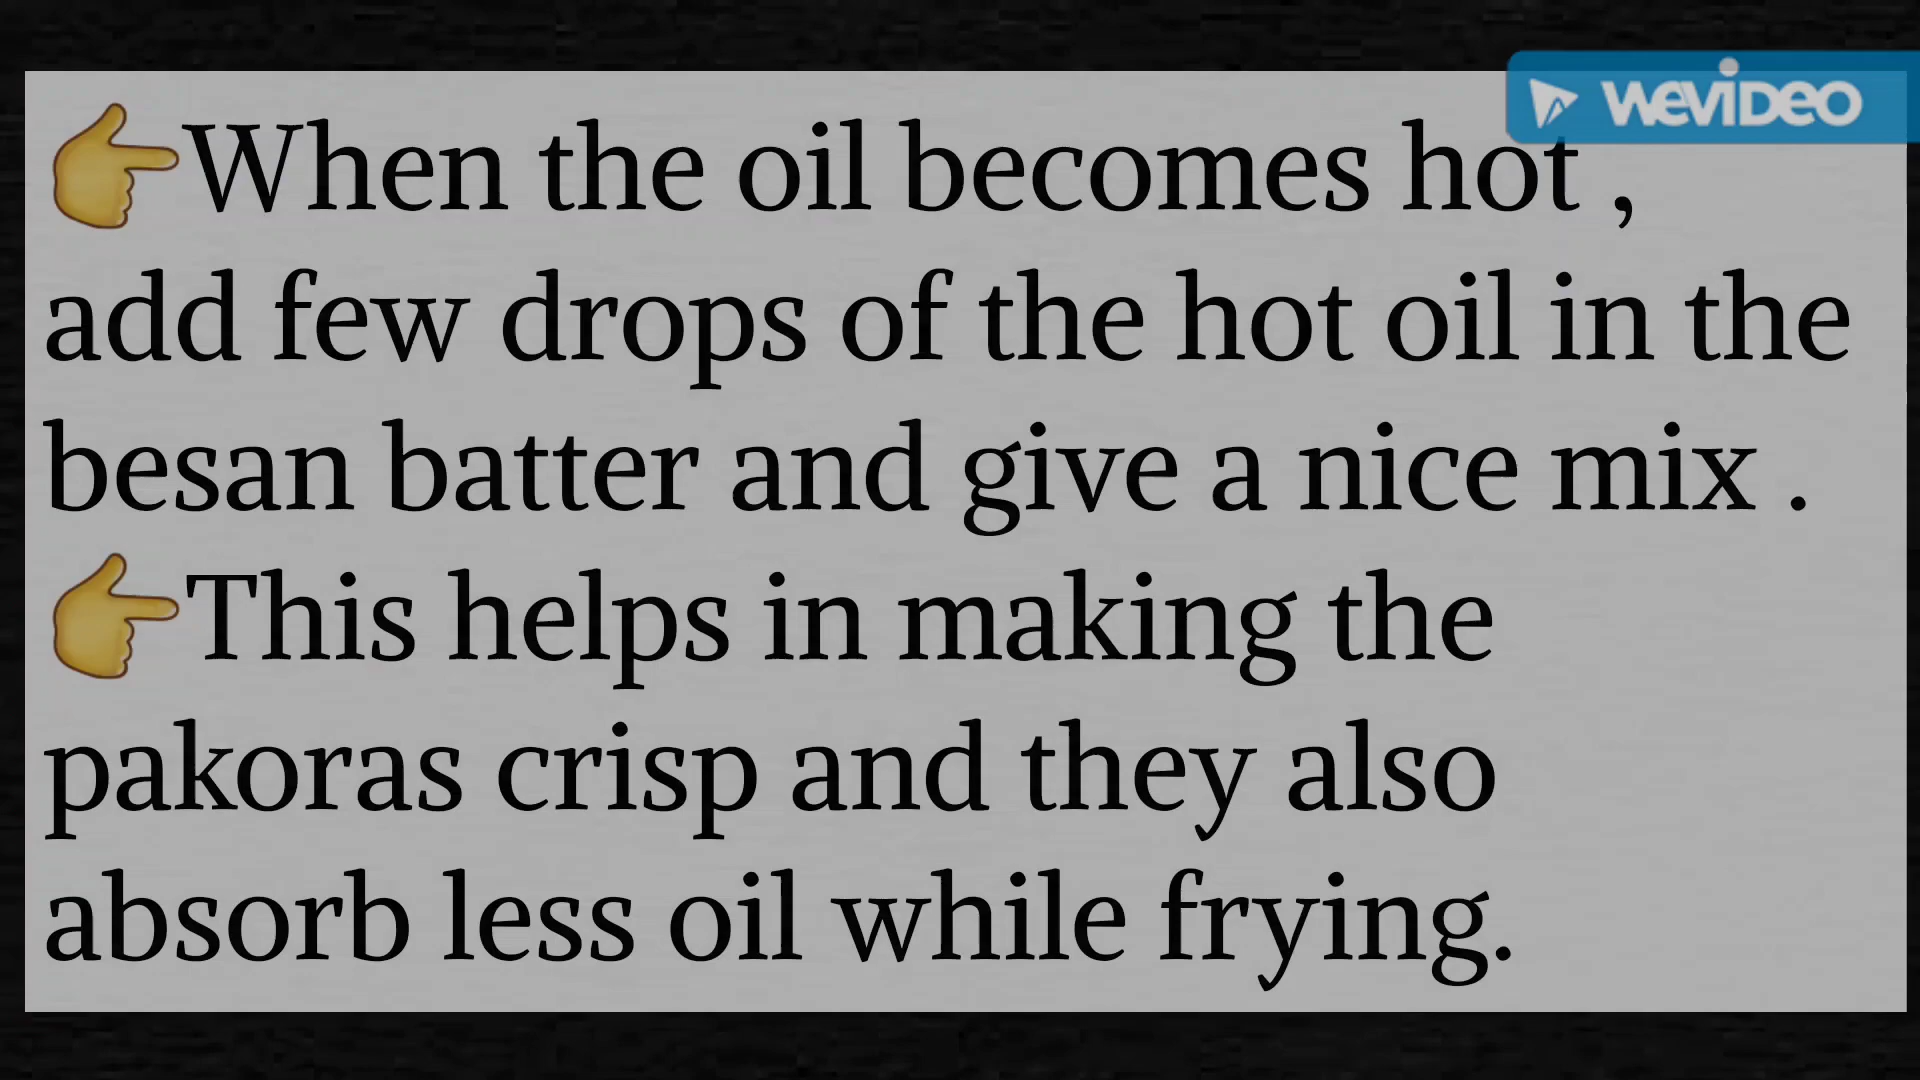 WEVIDEO
👉When the oil becomes hot ,
add few drops of the hot oil in the
besan batter and give a nice mix .
👉This helps in making the
pakoras crisp and they also
absorb less oil while frying.